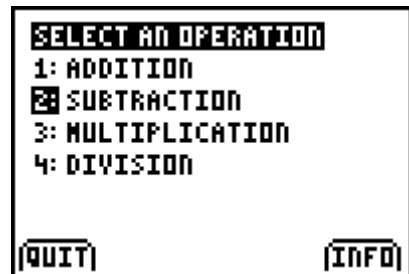 SELECT AN OPERATION
1: ADDITION
2: SUBTRACTION
3: MULTIPLICATION
4: DIVISION
QUIT INFO